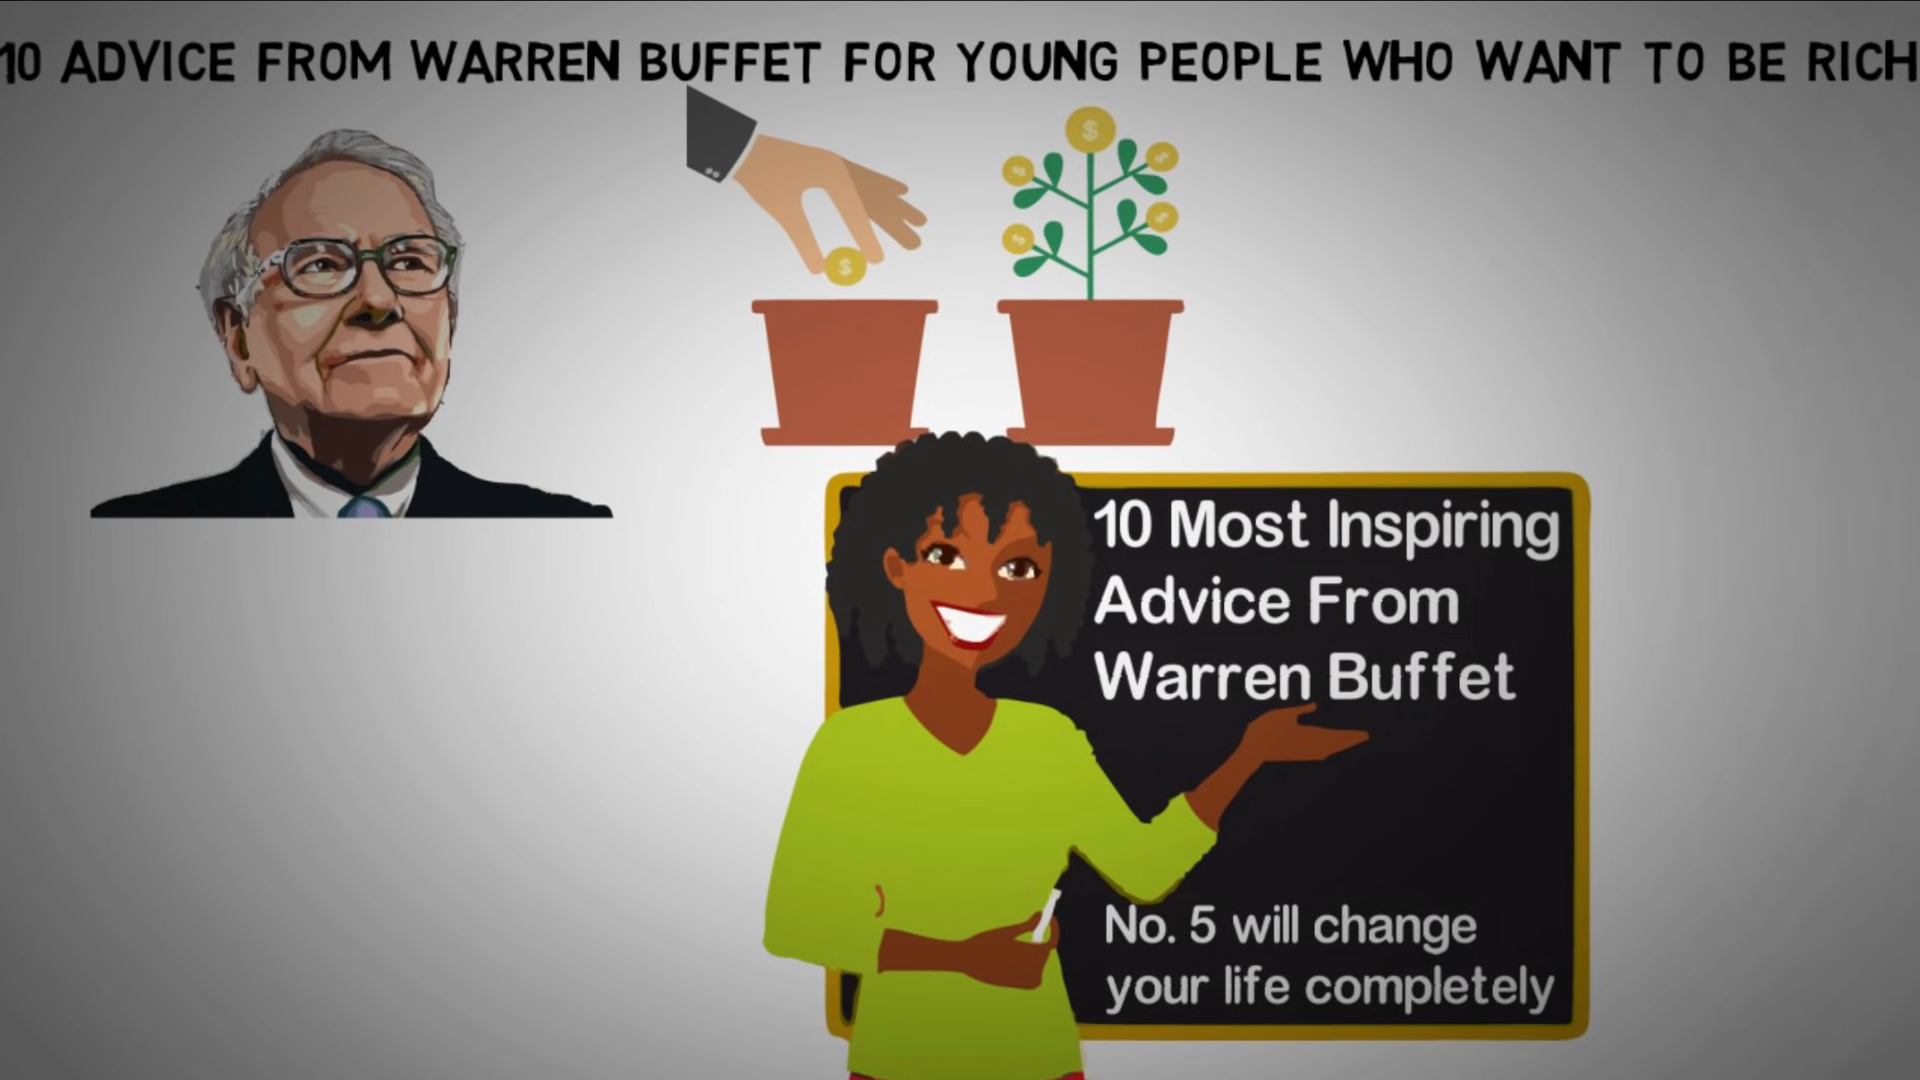 10 ADVICE FROM WARREN BUFFET FOR YOUNG PEOPLE WHO WANT TO BE RICH
$
$
$
$
$
$
10 Most Inspiring
Advice From
Warren Buffet
No. 5 will change
your life completely